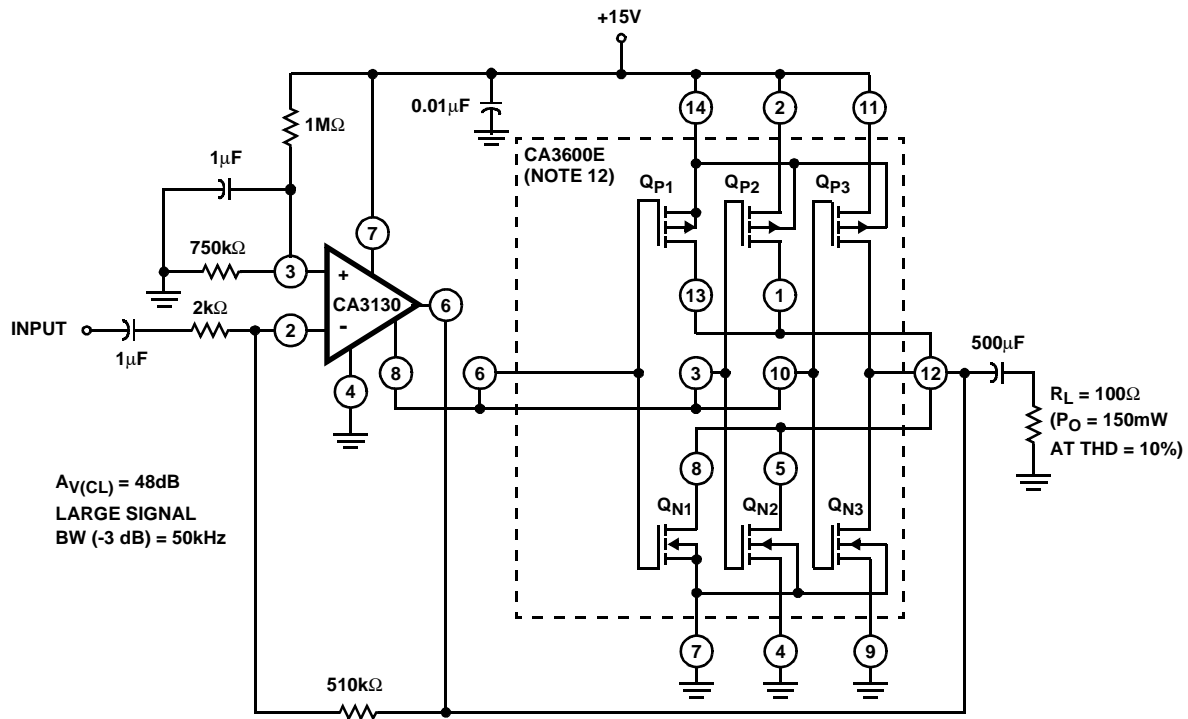 +15V
0.01µF
14
2
11
1MΩ
1µF
CA3600E
(NOTE 12)
QP1
QP2
QP3
7
750kΩ
3
+
CA3130
6
13
1
2kΩ
INPUT
2
-
1µF
8
4
6
3
10
12
500µF
RL = 100Ω
(PO = 150mW
AT THD = 10%)
8
5
AV(CL) = 48dB
LARGE SIGNAL
BW (-3 dB) = 50kHz
QN1
QN2
QN3
7
4
9
510kΩ